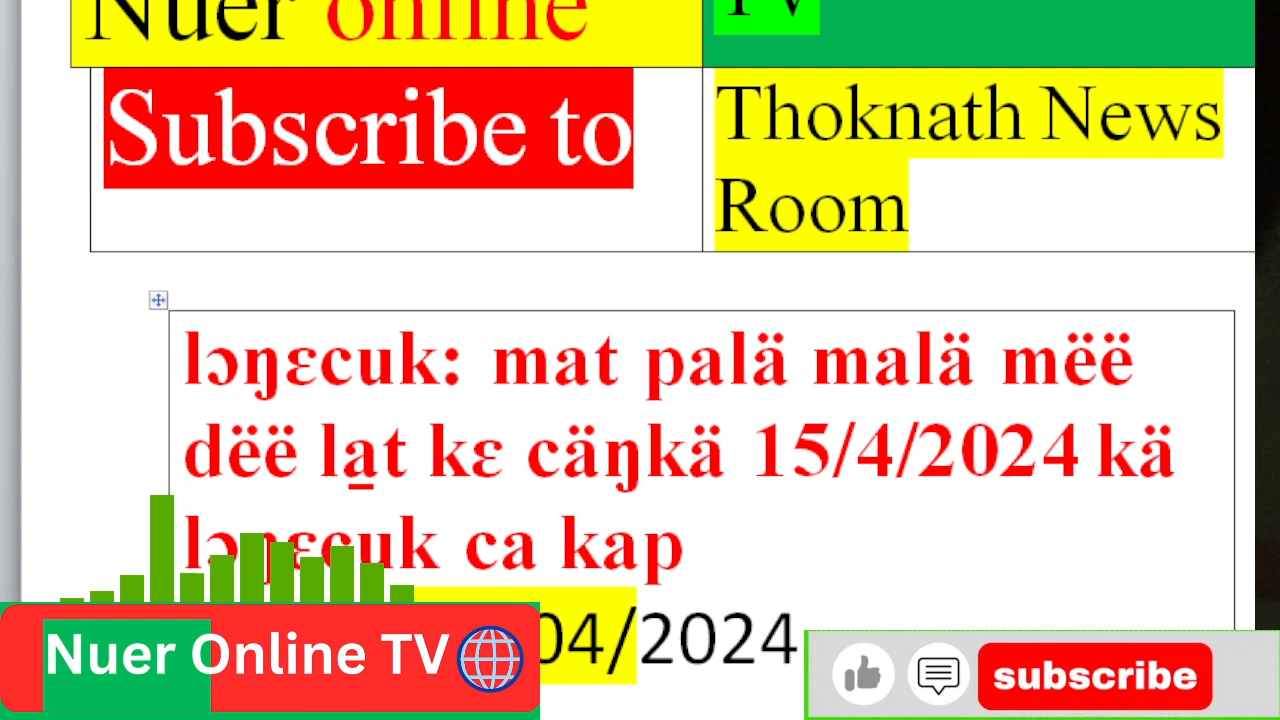 Nuer online
TV
Subscribe to
Thoknath News
Room
lɔŋɛcuk: mat palä malä mëë
dëë la̱t kɛ cäŋkä 15/4/2024 kä
lɔŋɛcuk ca kap
04/2024
Nuer Online TV
subscribe